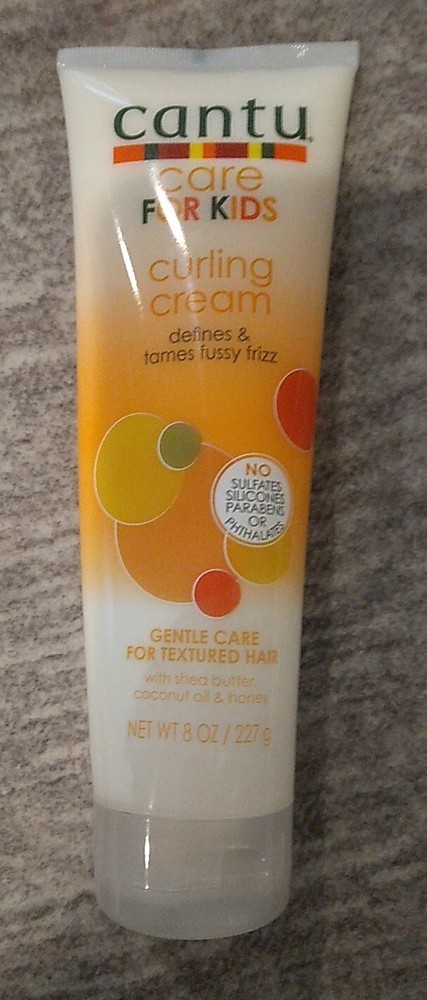 cantu
care
FOR KIDS
curling
cream
defines &
tames fussy frizz
NO
SULFATES
SILICONES
PARABENS
OR
PHTHALATES
GENTLE CARE
FOR TEXTURED HAIR
with shea butter,
coconut oil & honey
NET WT 8 OZ / 227 g